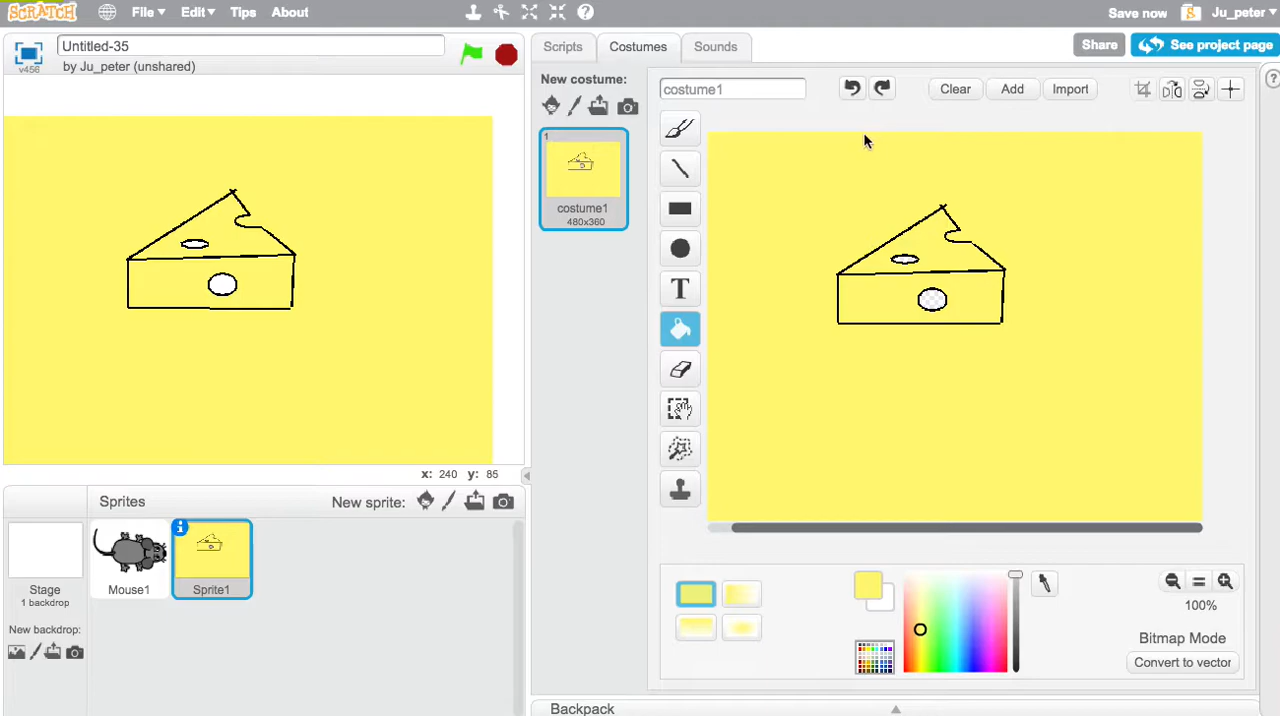 SCRATCH File▼ Edit▼ Tips About Save now Ju_peter▼
v456 Untitled-35
by Ju_peter (unshared)
Scripts Costumes Sounds Share See project page
New costume:
costume1 Clear Add Import
1
costume1
480x360
T
x: 240 y: 85
Sprites New sprite:
Stage
1 backdrop
New backdrop:
Mouse1
Sprite1
100%
Bitmap Mode
Convert to vector
Backpack